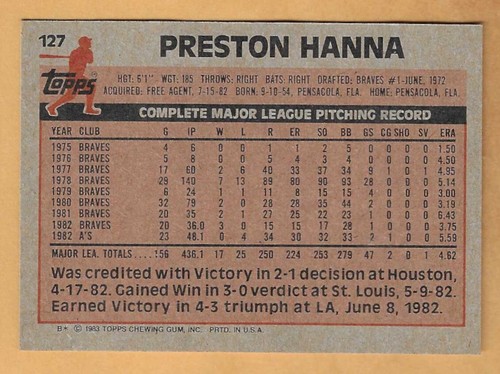 127
PRESTON HANNA
topps
HGT: 6'1" WGT: 185 THROWS: RIGHT BATS: RIGHT DRAFTED: BRAVES #1-JUNE, 1972
ACQUIRED: FREE AGENT, 7-15-82 BORN: 9-10-54, PENSACOLA, FLA. HOME: PENSACOLA, FLA.
COMPLETE MAJOR LEAGUE PITCHING RECORD
YEAR CLUB G IP W L R ER SO BB GS CG SHO SV ERA
1975 BRAVES 4 6 0 0 1 1 2 5 0 0 0 0 1.50
1976 BRAVES 5 8 0 0 4 4 3 4 0 0 0 0 4.50
1977 BRAVES 17 60 2 6 40 33 37 34 9 1 0 1 4.95
1978 BRAVES 29 140 7 13 89 80 90 93 28 0 0 0 5.14
1979 BRAVES 6 24 1 1 11 8 15 15 4 0 0 0 3.00
1980 BRAVES 32 79 2 0 32 28 35 44 2 0 0 0 3.19
1981 BRAVES 20 35 2 1 27 25 22 23 1 0 0 0 6.43
1982 BRAVES 20 36.0 3 0 15 15 17 28 1 0 0 0 3.75
1982 A'S 23 48.1 0 4 31 30 32 33 2 1 0 0 5.59
MAJOR LEA. TOTALS 156 436.1 17 25 250 224 253 279 47 2 0 1 4.62
Was credited with Victory in 2-1 decision at Houston,
4-17-82. Gained Win in 3-0 verdict at St. Louis, 5-9-82.
Earned Victory in 4-3 triumph at LA, June 8, 1982.
B* © 1983 TOPPS CHEWING GUM, INC. PRTD. IN U.S.A.